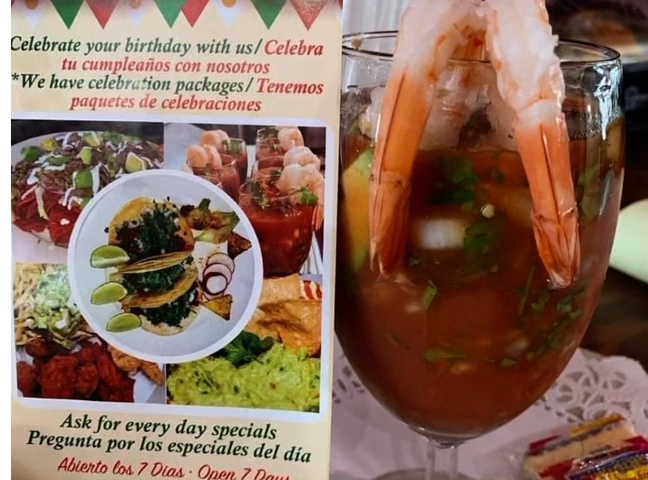 Celebrate your birthday with us/Celebra
tu cumpleaños con nosotros
*We have celebration packages/Tenemos
paquetes de celebraciones
Ask for every day specials
Pregunta por los especiales del día
Abierto los 7 Dias · Open 7 Days